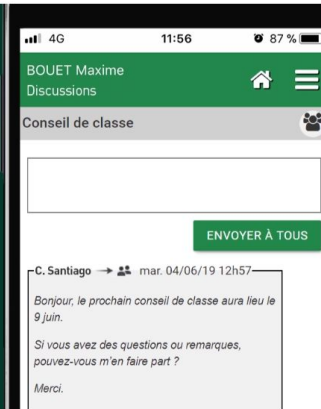 4G 11:56 87 %
BOUET Maxime
Discussions
Conseil de classe
ENVOYER À TOUS
C. Santiago → mar. 04/06/19 12h57
Bonjour, le prochain conseil de classe aura lieu le
9 juin.
Si vous avez des questions ou remarques,
pouvez-vous m'en faire part ?
Merci.